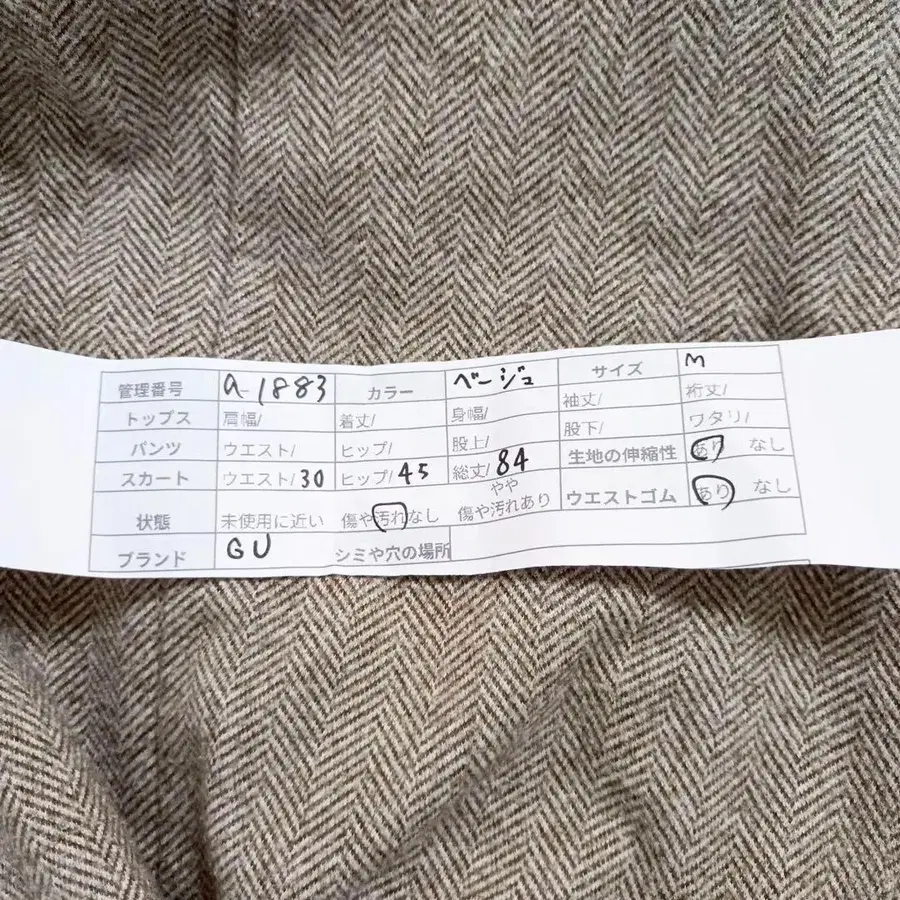 管理番号 a-1883 カラー ベージュ サイズ M
トップス 肩幅/ 着丈/ 身幅/ 袖丈/ 裄丈/
パンツ ウエスト/ ヒップ/ 股上/ 股下/ ワタリ/
スカート ウエスト/30 ヒップ/45 総丈/84 生地の伸縮性 あり なし
状態 未使用に近い 傷や汚れなし やや傷や汚れあり ウエストゴム あり なし
ブランド GU シミや穴の場所